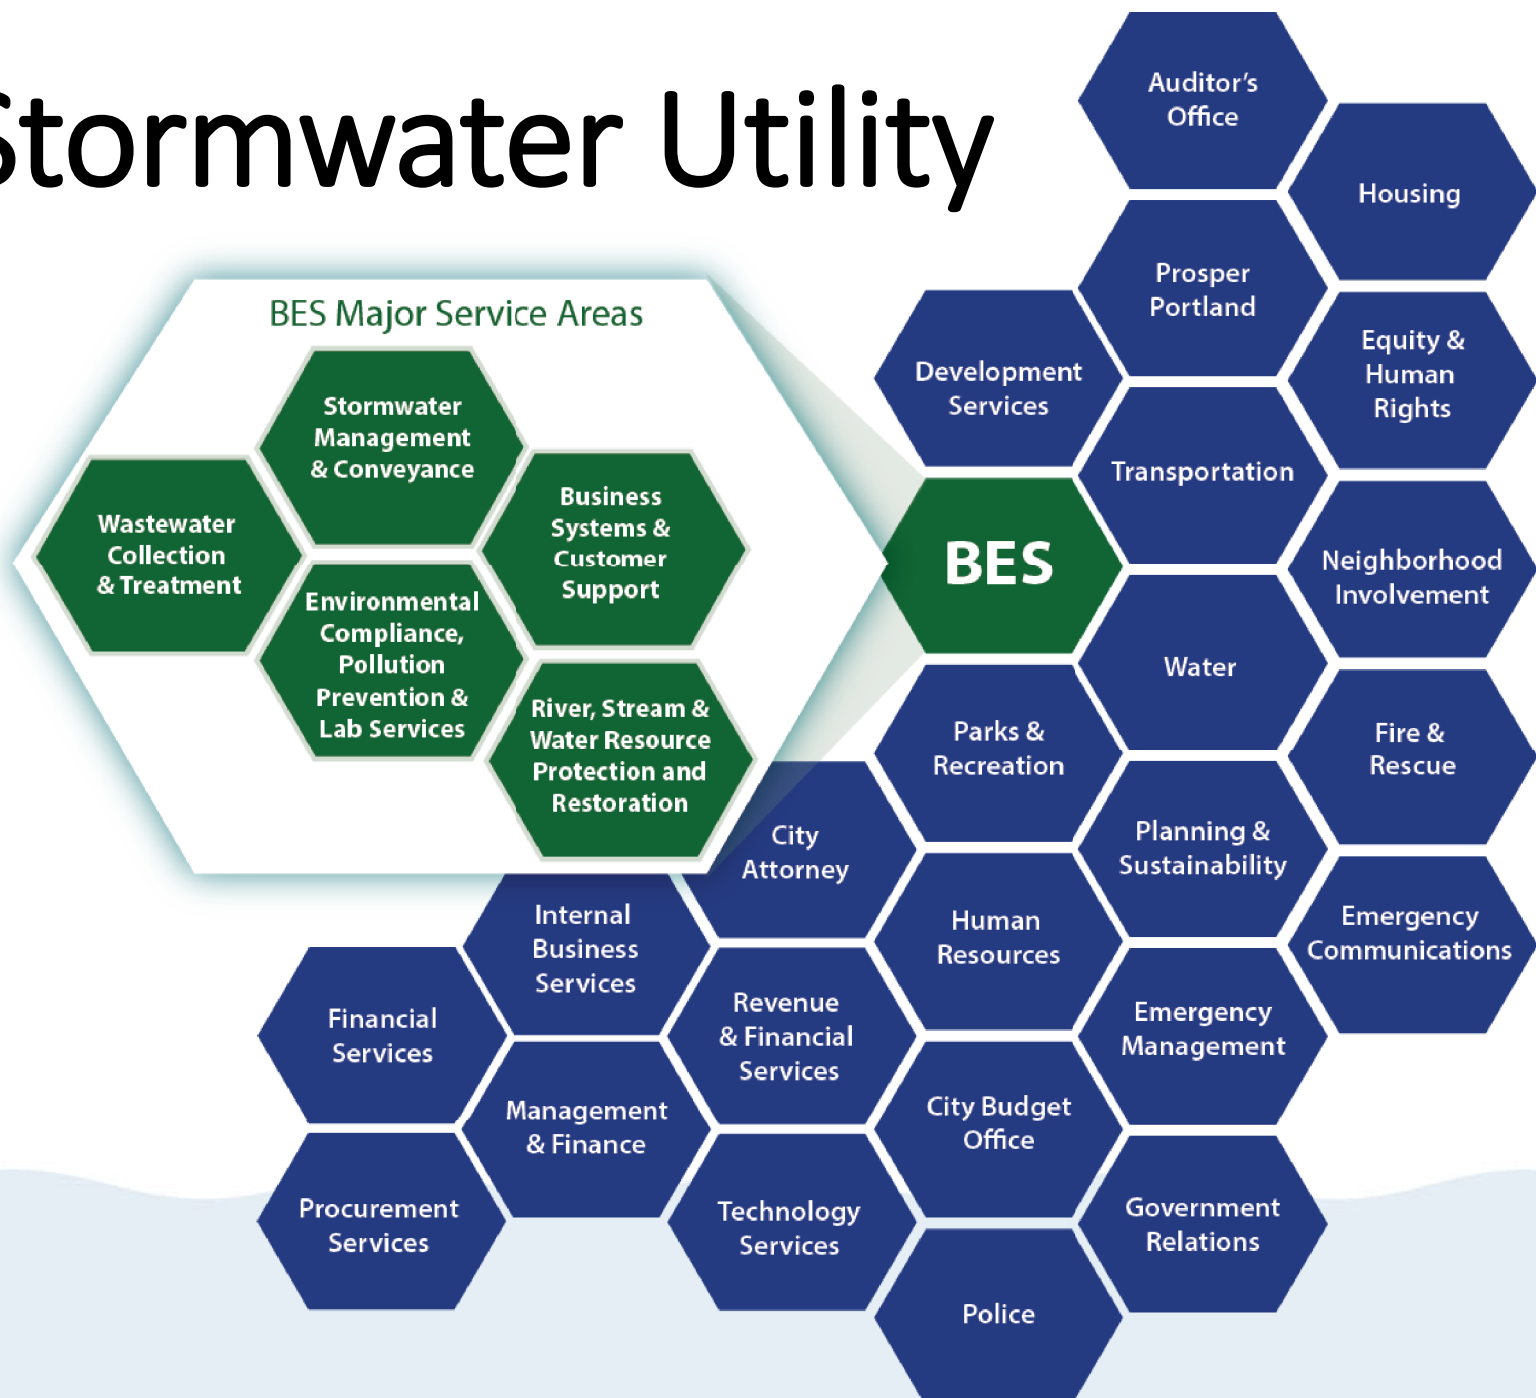 Stormwater Utility
BES Major Service Areas
Stormwater
Management
& Conveyance
Wastewater
Collection
& Treatment
Business
Systems &
Customer
Support
Environmental
Compliance,
Pollution
Prevention &
Lab Services
River, Stream &
Water Resource
Protection and
Restoration
Auditor's
Office
Housing
Prosper
Portland
Equity &
Human
Rights
Development
Services
Transportation
BES
Neighborhood
Involvement
Water
Parks &
Recreation
Fire &
Rescue
City
Attorney
Planning &
Sustainability
Internal
Business
Services
Human
Resources
Emergency
Communications
Financial
Services
Revenue
& Financial
Services
Emergency
Management
Management
& Finance
City Budget
Office
Procurement
Services
Technology
Services
Government
Relations
Police